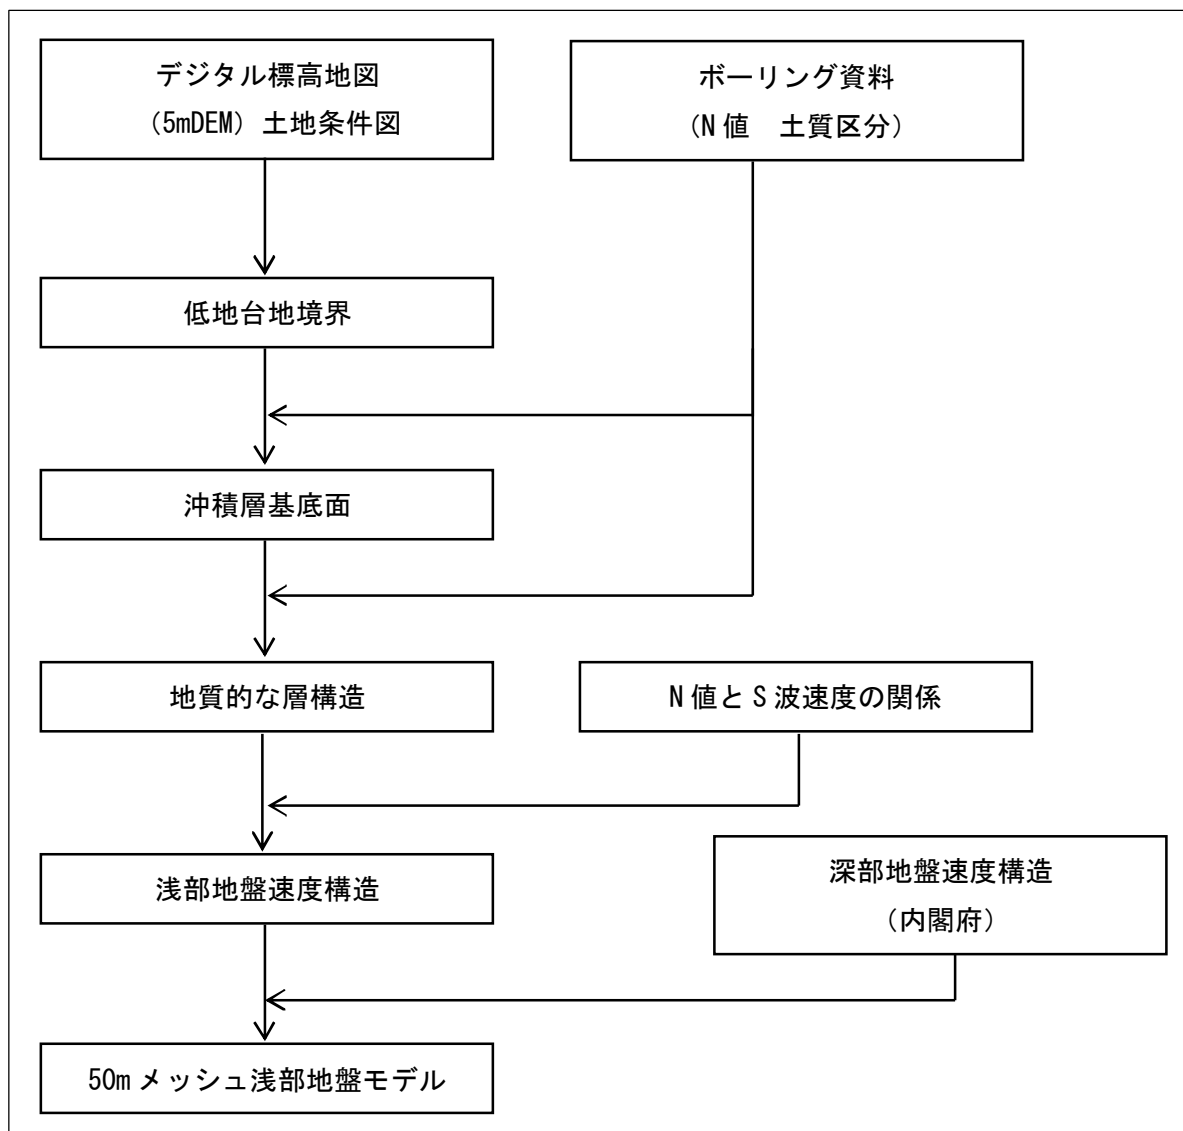 デジタル標高地図
（5mDEM）土地条件図
ボーリング資料
（N値　土質区分）
低地台地境界
沖積層基底面
地質的な層構造
N値とS波速度の関係
浅部地盤速度構造
深部地盤速度構造
（内閣府）
50mメッシュ浅部地盤モデル